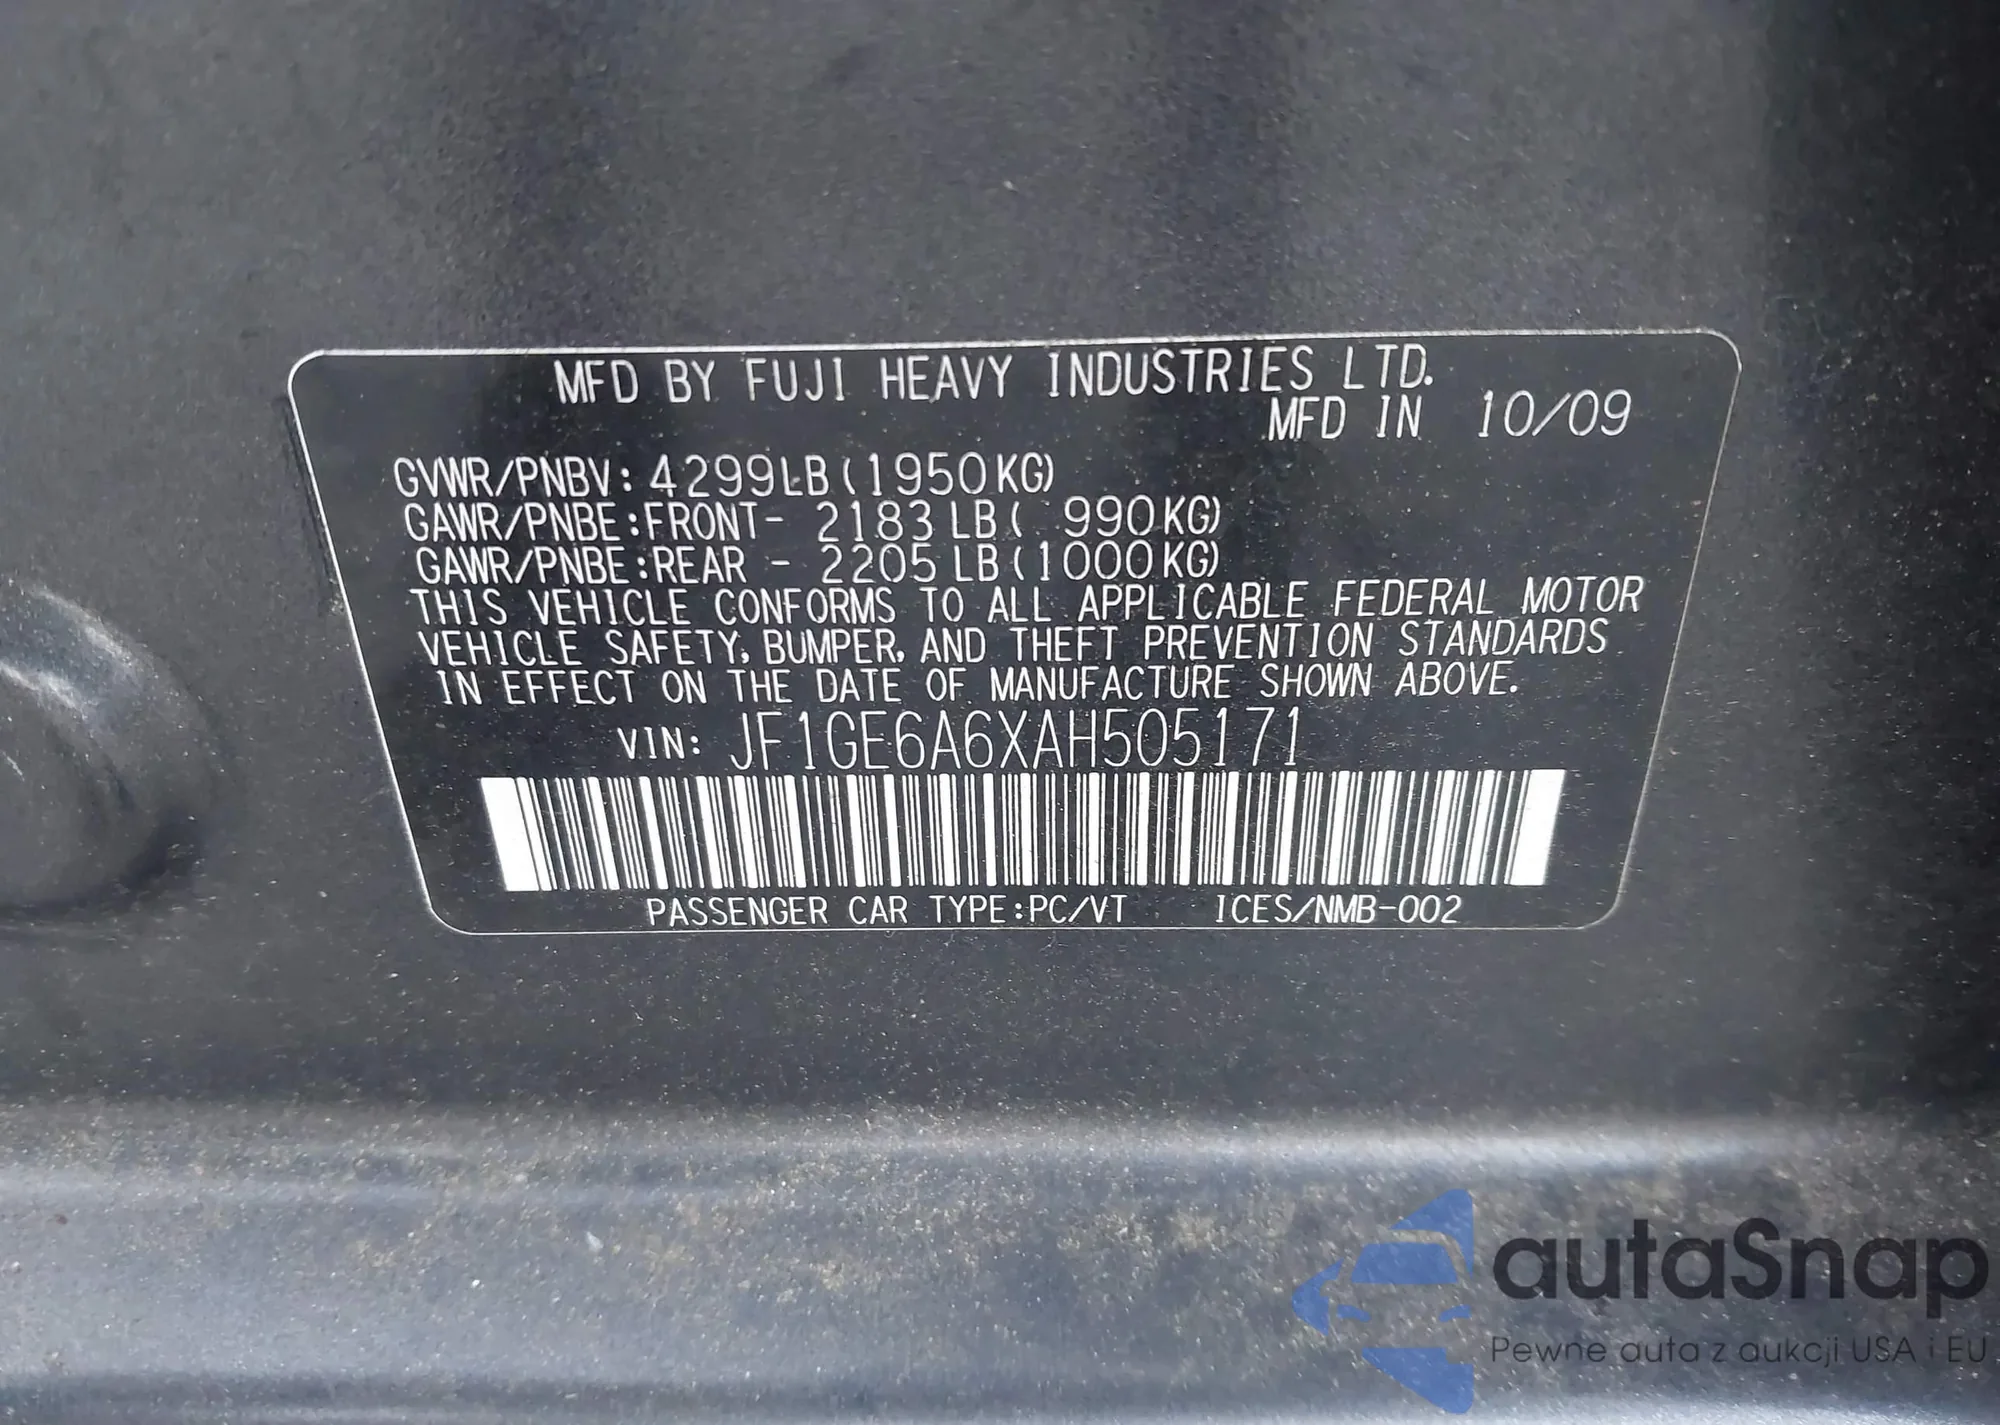 MFD BY FUJI HEAVY INDUSTRIES LTD.
MFD IN 10/09
GVWR/PNBV: 4299LB(1950KG)
GAWR/PNBE:FRONT- 2183 LB( 990KG)
GAWR/PNBE:REAR - 2205 LB(1000KG)
THIS VEHICLE CONFORMS TO ALL APPLICABLE FEDERAL MOTOR
VEHICLE SAFETY, BUMPER, AND THEFT PREVENTION STANDARDS
IN EFFECT ON THE DATE OF MANUFACTURE SHOWN ABOVE.
VIN: JF1GE6A6XAH505171
PASSENGER CAR TYPE:PC/VT ICES/NMB-002
autaSnap
Pewne auta z aukcji USA i EU